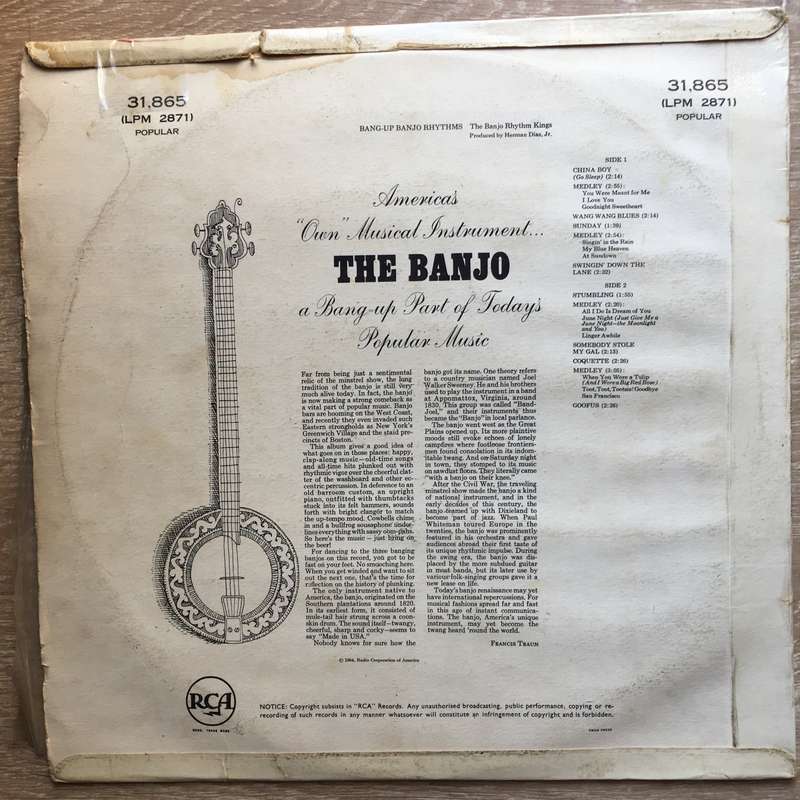 31,865
(LPM 2871)
POPULAR
31,865
(LPM 2871)
POPULAR
BANG-UP BANJO RHYTHMS The Banjo Rhythm Kings
Produced by Herman Diaz, Jr.
America's
"Own" Musical Instrument...
THE BANJO
a Bang-up Part of Today's
Popular Music
Far from being just a sentimental
relic of the minstrel show, the long
tradition of the banjo is still very
much alive today. In fact, the banjo
is now making a strong comeback as
a vital part of popular music. Banjo
bars are booming on the West Coast,
and recently they even invaded such
Eastern strongholds as New York's
Greenwich Village and the staid pre-
cincts of Boston.
This album gives a good idea of
what goes on in those places: happy,
clap-along music—old-time songs
and all-time hits plunked out with
rhythmic vigor over the cheerful clat-
ter of the washboard and other ec-
centric percussion. In deference to an
old barroom custom, an upright
piano, outfitted with thumbtacks
stuck into its felt hammers, sounds
forth with bright clangor to match
the up-tempo mood. Cowbells chime
in and a bullfrog sousaphone under-
lines everything with sassy oom-pahs.
So here's the music — just bring on
the beer!
For dancing to the three banging
banjos on this record, you got to be
fast on your feet. No smooching here.
When you get winded and want to sit
out the next one, that's the time for
reflection on the history of plunking.
The only instrument native to
America, the banjo, originated on the
Southern plantations around 1820.
In its earliest form, it consisted of
mule-tail hair strung across a coon-
skin drum. The sound itself—twangy,
cheerful, sharp and cocky—seems to
say "Made in USA."
Nobody knows for sure how the
banjo got its name. One theory refers
to a country musician named Joel
Walker Sweeney. He and his brothers
used to play the instrument in a band
at Appomattox, Virginia, around
1830. This group was called "Band-
Joel," and their instruments thus
became the "Banjo" in local parlance.
The banjo went west as the Great
Plains opened up. Its more plaintive
moods still evoke echoes of lonely
campfires where footloose frontiers-
men found consolation in its indom-
itable twang. And on Saturday night
in town, they stomped to its music
on sawdust floors. They literally came
"with a banjo on their knee."
After the Civil War, the traveling
minstrel show made the banjo a kind
of national instrument, and in the
early decades of this century, the
banjo teamed up with Dixieland to
become part of jazz. When Paul
Whiteman toured Europe in the
twenties, the banjo was prominently
featured in his orchestra and gave
audiences abroad their first taste of
its unique rhythmic impulse. During
the swing era, the banjo was dis-
placed by the more subdued guitar
in most bands, but its later use by
various folk-singing groups gave it a
new lease on life.
Today's banjo renaissance may yet
have international repercussions. For
musical fashions spread far and fast
in this age of instant communica-
tions. The banjo, America's unique
instrument, may yet become the
twang heard 'round the world.
FRANCIS TRAUN
© 1964, Radio Corporation of America
SIDE 1
CHINA BOY
(Go Sleep) (2:14)
MEDLEY (2:55):
You Were Meant for Me
I Love You
Goodnight Sweetheart
WANG WANG BLUES (2:14)
SUNDAY (1:59)
MEDLEY (2:54):
Singin' in the Rain
My Blue Heaven
At Sundown
SWINGIN' DOWN THE
LANE (2:32)
SIDE 2
STUMBLING (1:55)
MEDLEY (2:20):
All I Do Is Dream of You
June Night (Just Give Me a
June Night—the Moonlight
and You)
Linger Awhile
SOMEBODY STOLE
MY GAL (2:13)
COQUETTE (2:26)
MEDLEY (3:05):
When You Wore a Tulip
(And I Wore a Big Red Rose)
Toot, Toot, Tootsie! Goodbye
San Francisco
GOOFUS (2:26)
RCA
NOTICE: Copyright subsists in "RCA" Records. Any unauthorised broadcasting, public performance, copying or re-
recording of such records in any manner whatsoever will constitute an infringement of copyright and is forbidden.